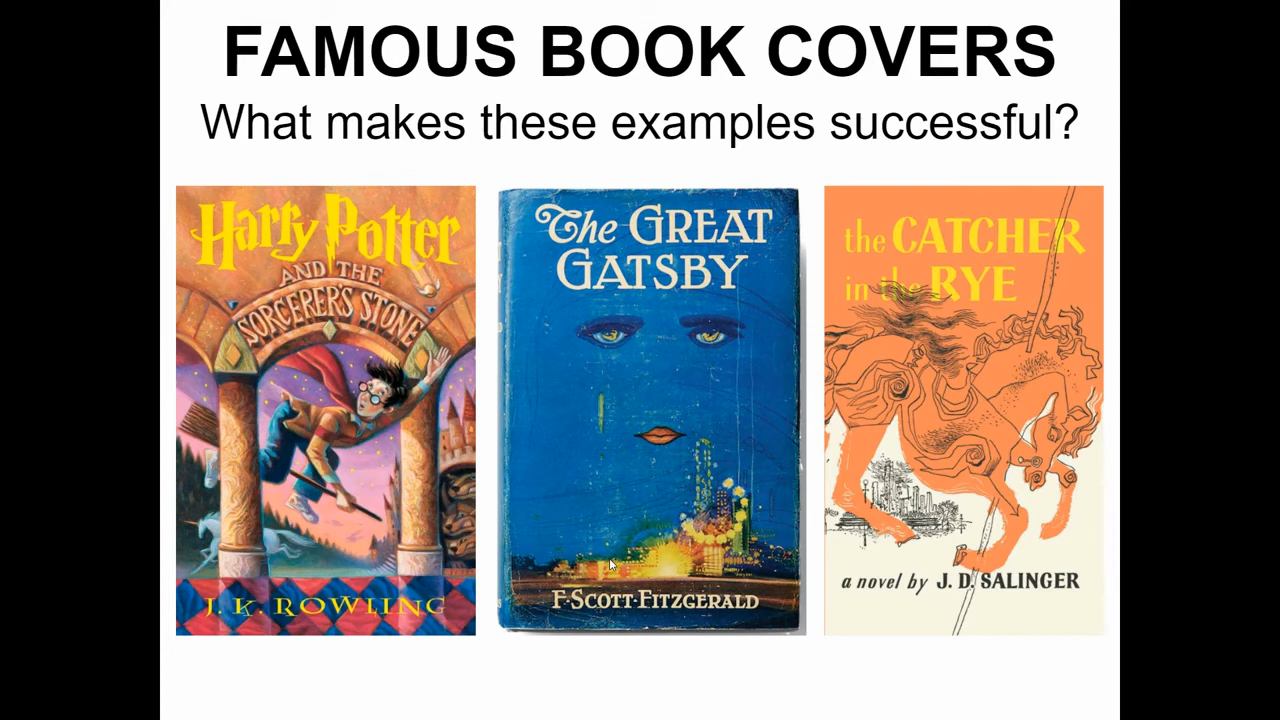 FAMOUS BOOK COVERS
What makes these examples successful?
Harry Potter
AND THE
SORCERER'S STONE
J. K. ROWLING
The GREAT
GATSBY
F·SCOTT·FITZGERALD
the CATCHER
in the RYE
a novel by J. D. SALINGER